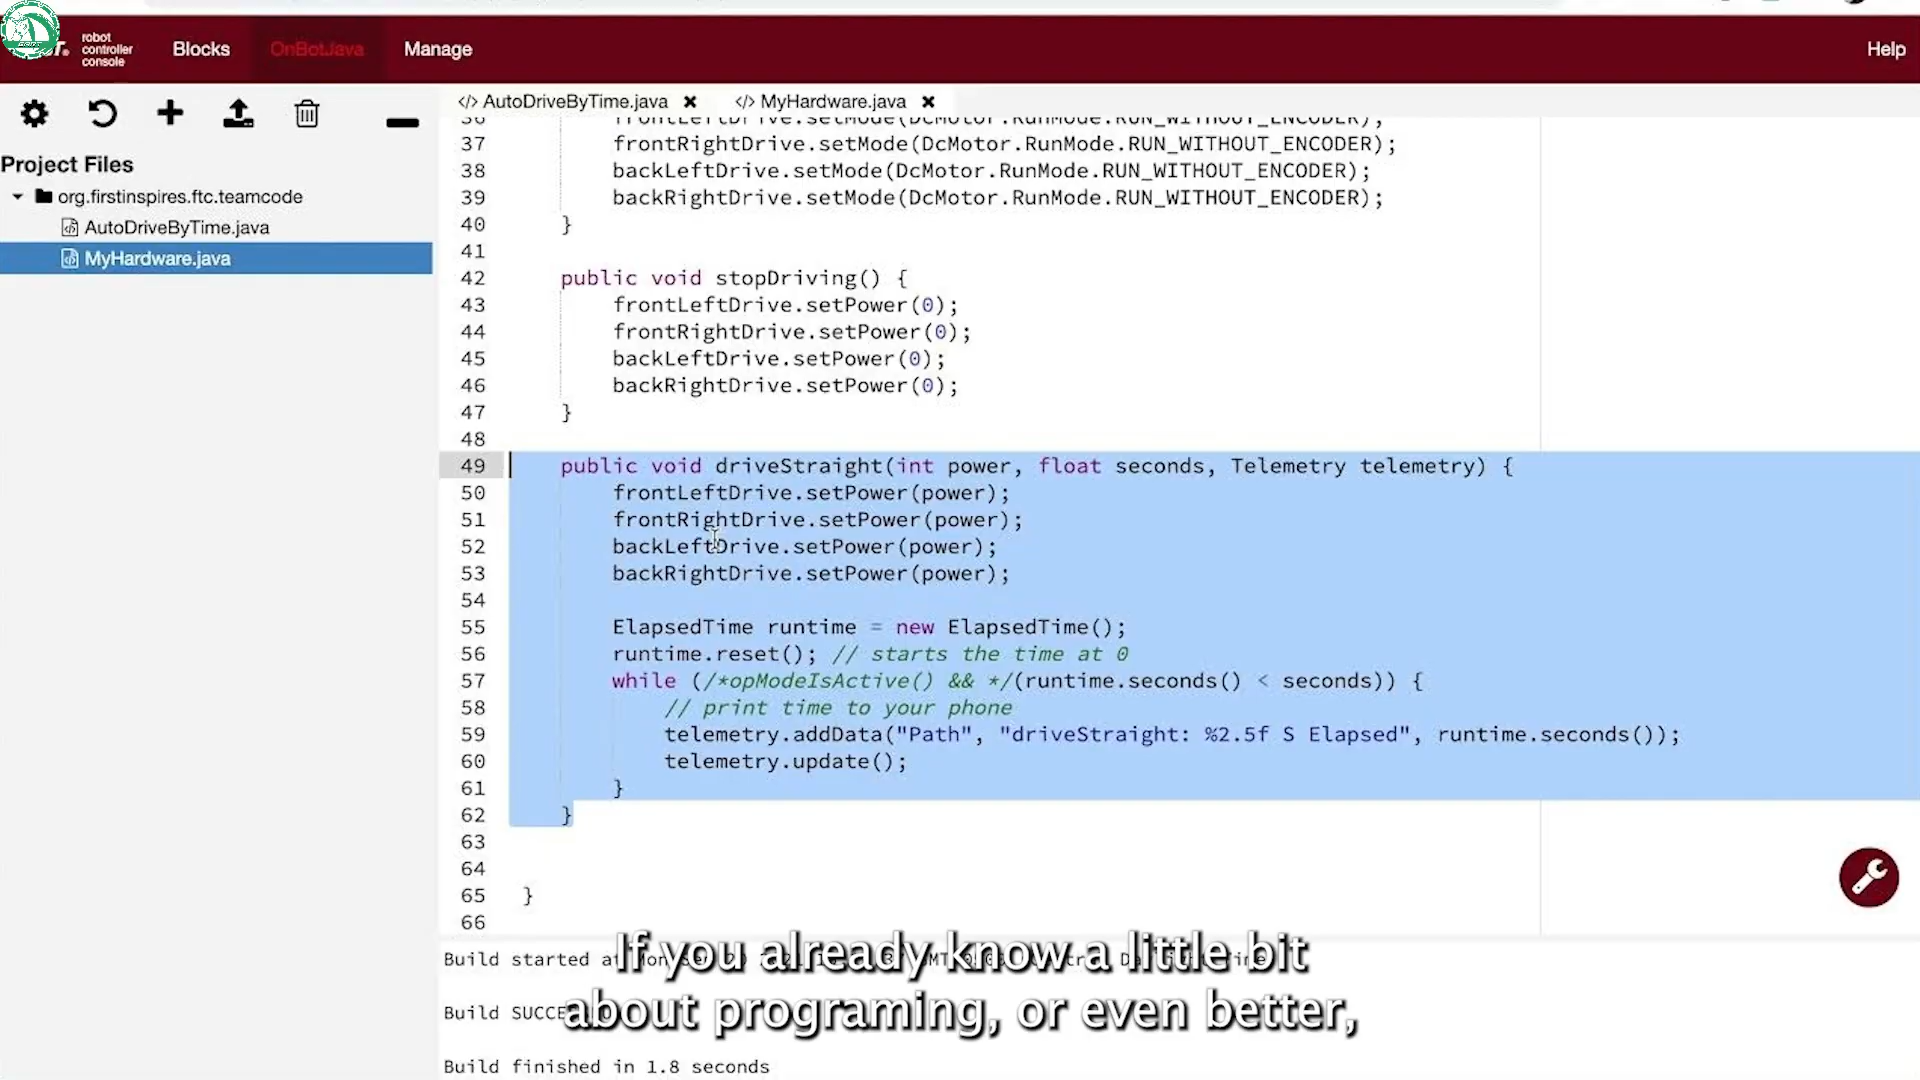 robot
controller
console
Blocks
OnBotJava
Manage
Help
Project Files
org.firstinspires.ftc.teamcode
AutoDriveByTime.java
MyHardware.java
</> AutoDriveByTime.java ✖
</> MyHardware.java ✖
36 frontLeftDrive.setMode(DcMotor.RunMode.RUN_WITHOUT_ENCODER);
37 frontRightDrive.setMode(DcMotor.RunMode.RUN_WITHOUT_ENCODER);
38 backLeftDrive.setMode(DcMotor.RunMode.RUN_WITHOUT_ENCODER);
39 backRightDrive.setMode(DcMotor.RunMode.RUN_WITHOUT_ENCODER);
40 }
41
42 public void stopDriving() {
43 frontLeftDrive.setPower(0);
44 frontRightDrive.setPower(0);
45 backLeftDrive.setPower(0);
46 backRightDrive.setPower(0);
47 }
48
49 public void driveStraight(int power, float seconds, Telemetry telemetry) {
50 frontLeftDrive.setPower(power);
51 frontRightDrive.setPower(power);
52 backLeftDrive.setPower(power);
53 backRightDrive.setPower(power);
54
55 ElapsedTime runtime = new ElapsedTime();
56 runtime.reset(); // starts the time at 0
57 while (/*opModeIsActive() && */(runtime.seconds() < seconds)) {
58 // print time to your phone
59 telemetry.addData("Path", "driveStraight: %2.5f S Elapsed", runtime.seconds());
60 telemetry.update();
61 }
62 }
63
64
65 }
66
Build started
Build
Build finished in 1.8 seconds
If you already know a little bit
about programing, or even better,